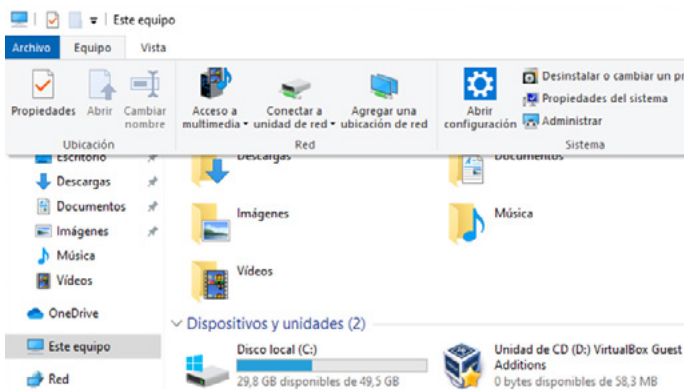 Este equipo
Archivo Equipo Vista
Propiedades Abrir Cambiar nombre
Ubicación
Acceso a multimedia Conectar a unidad de red Agregar una ubicación de red
Red
Abrir configuración
Desinstalar o cambiar un pr
Propiedades del sistema
Administrar
Sistema
Escritorio
Descargas
Documentos
Imágenes
Música
Vídeos
OneDrive
Este equipo
Red
Descargas
Documentos
Imágenes
Música
Vídeos
Dispositivos y unidades (2)
Disco local (C:)
29,8 GB disponibles de 49,5 GB
Unidad de CD (D:) VirtualBox Guest
Additions
0 bytes disponibles de 58,3 MB